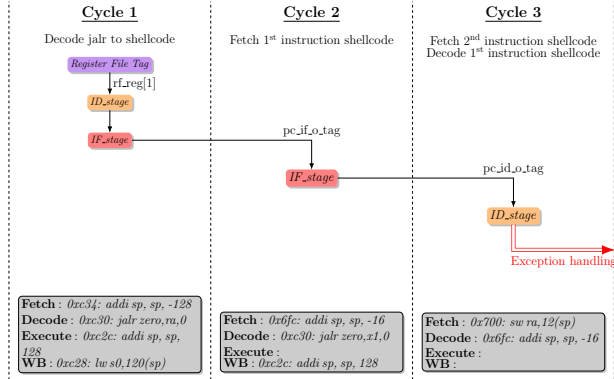 Cycle 1
Decode jalr to shellcode
Register File Tag
rf_reg[1]
ID_stage
IF_stage
Fetch : 0xc34: addi sp, sp, -128
Decode : 0xc30: jalr zero,ra,0
Execute : 0xc2c: addi sp, sp,
128
WB : 0xc28: lw s0,120(sp)
Cycle 2
Fetch 1st instruction shellcode
pc_if_o_tag
IF_stage
Fetch : 0x6fc: addi sp, sp, -16
Decode : 0xc30: jalr zero,x1,0
Execute :
WB : 0xc2c: addi sp, sp, 128
Cycle 3
Fetch 2nd instruction shellcode
Decode 1st instruction shellcode
pc_id_o_tag
ID_stage
Exception handling
Fetch : 0x700: sw ra,12(sp)
Decode : 0x6fc: addi sp, sp, -16
Execute :
WB :